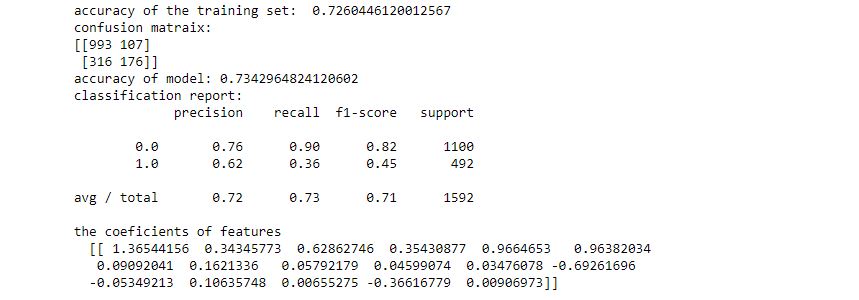 accuracy of the training set:  0.7260446120012567
confusion matraix:
[[993 107]
 [316 176]]
accuracy of model: 0.7342964824120602
classification report:
             precision    recall  f1-score   support

        0.0       0.76      0.90      0.82      1100
        1.0       0.62      0.36      0.45       492

avg / total       0.72      0.73      0.71      1592

the coeficients of features
  [[ 1.36544156  0.34345773  0.62862746  0.35430877  0.9664653   0.96382034
   0.09092041  0.1621336   0.05792179  0.04599074  0.03476078 -0.69261696
  -0.05349213  0.10635748  0.00655275 -0.36616779  0.00906973]]